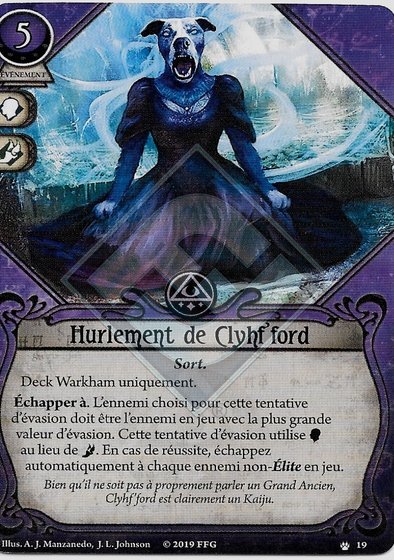 5
ÉVÉNEMENT
Hurlement de Clyhf'ford
Sort.
Deck Warkham uniquement.
Échapper à. L'ennemi choisi pour cette tentative
d'évasion doit être l'ennemi en jeu avec la plus grande
valeur d'évasion. Cette tentative d'évasion utilise
au lieu de . En cas de réussite, échappez
automatiquement à chaque ennemi non-Élite en jeu.
Bien qu'il ne soit pas à proprement parler un Grand Ancien,
Clyhf'ford est clairement un Kaiju.
Illus. A. J. Manzanedo, J. L. Johnson © 2019 FFG 19